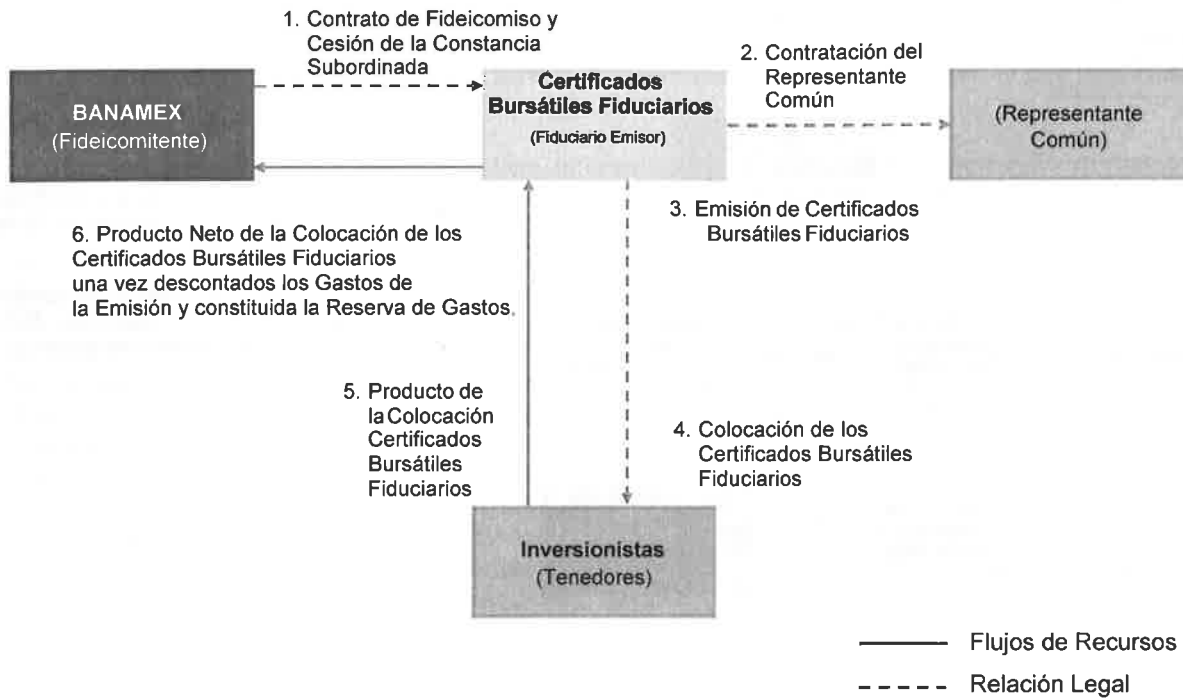 1. Contrato de Fideicomiso y
Cesión de la Constancia
Subordinada
2. Contratación del
Representante
Común
BANAMEX
(Fideicomitente)
Certificados
Bursátiles Fiduciarios
(Fiduciario Emisor)
(Representante
Común)
3. Emisión de Certificados
Bursátiles Fiduciarios
6. Producto Neto de la Colocación de los
Certificados Bursátiles Fiduciarios
una vez descontados los Gastos de
la Emisión y constituida la Reserva de Gastos.
5. Producto de
la Colocación
Certificados
Bursátiles
Fiduciarios
4. Colocación de los
Certificados Bursátiles
Fiduciarios
Inversionistas
(Tenedores)
Flujos de Recursos
Relación Legal